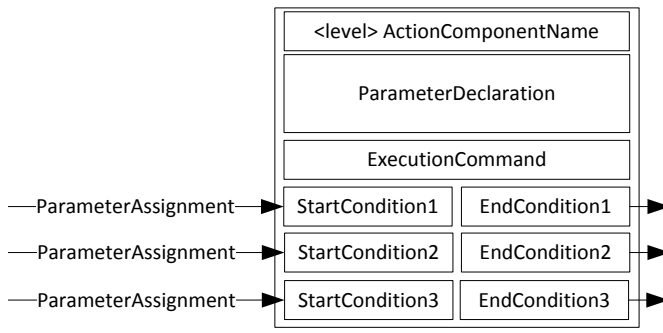 <level> ActionComponentName
ParameterDeclaration
ExecutionCommand
ParameterAssignment StartCondition1 EndCondition1
ParameterAssignment StartCondition2 EndCondition2
ParameterAssignment StartCondition3 EndCondition3